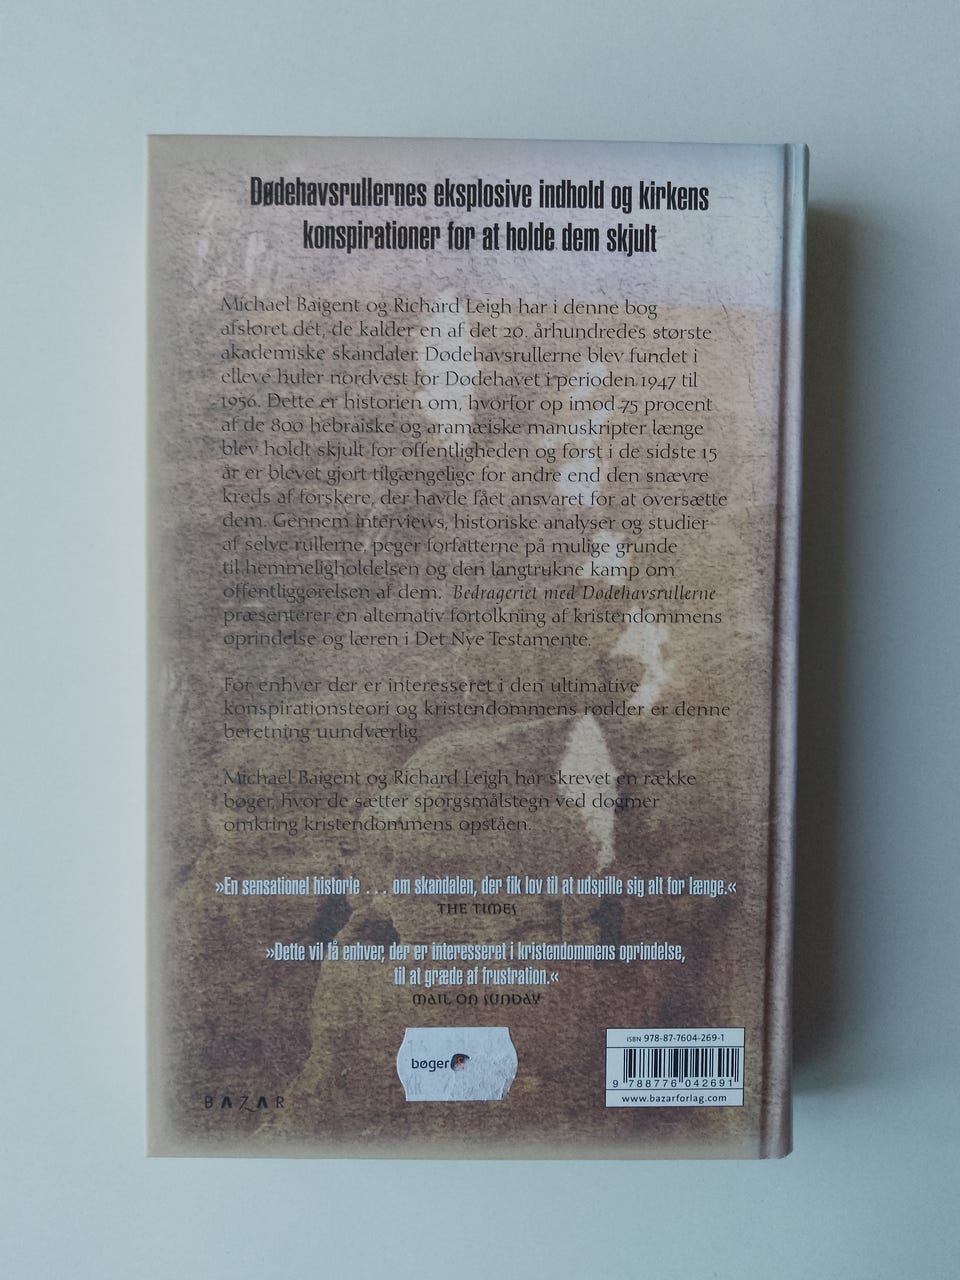 Dødehavsrullernes eksplosive indhold og kirkens
konspirationer for at holde dem skjult
Michael Baigent og Richard Leigh har i denne bog
afsløret dét, de kalder en af det 20. århundredes største
akademiske skandaler: Dødehavsrullerne blev fundet i
elleve huler nordvest for Dødehavet i perioden 1947 til
1956. Dette er historien om, hvorfor op imod 75 procent
af de 800 hebraiske og aramæiske manuskripter længe
blev holdt skjult for offentligheden og først i de sidste 15
år er blevet gjort tilgængelige for andre end den snævre
kreds af forskere, der havde fået ansvaret for at oversætte
dem. Gennem interviews, historiske analyser og studier
af selve rullerne, peger forfatterne på mulige grunde
til hemmeligholdelsen og den langtrukne kamp om
offentliggørelsen af dem. Bedrageriet med Dødehavsrullerne
præsenterer en alternativ fortolkning af kristendommens
oprindelse og læren i Det Nye Testamente.
For enhver der er interesseret i den ultimative
konspirationsteori og kristendommens rødder er denne
beretning uundværlig.
Michael Baigent og Richard Leigh har skrevet en række
bøger, hvor de sætter spørgsmålstegn ved dogmer
omkring kristendommens opståen.
»En sensationel historie . . . om skandalen, der fik lov til at udspille sig alt for længe.«
THE TIMES
»Dette vil få enhver, der er interesseret i kristendommens oprindelse,
til at græde af frustration.«
MAIL ON SUNDAY
bøger
BAZAR
ISBN 978-87-7604-269-1
9 788776 042691
www.bazarforlag.com